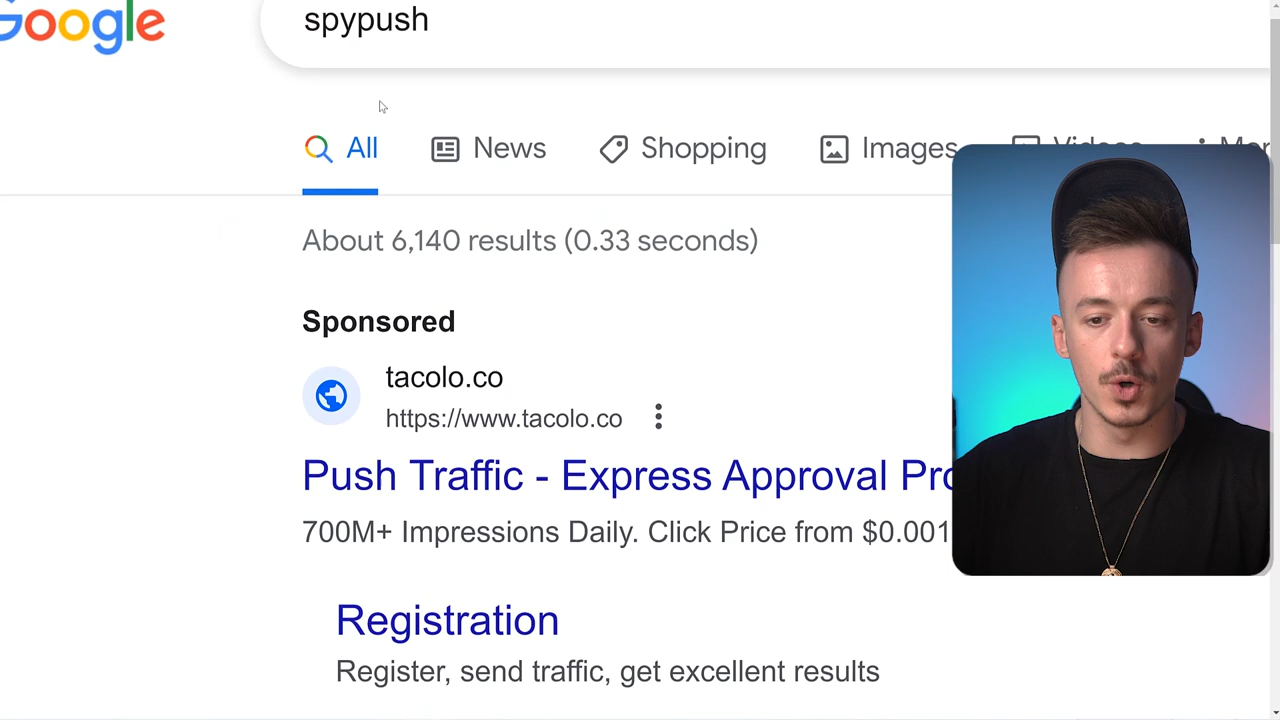 Google
spypush
All News Shopping Images Videos Mor
About 6,140 results (0.33 seconds)
Sponsored
tacolo.co
https://www.tacolo.co
Push Traffic - Express Approval Pro
700M+ Impressions Daily. Click Price from $0.001
Registration
Register, send traffic, get excellent results